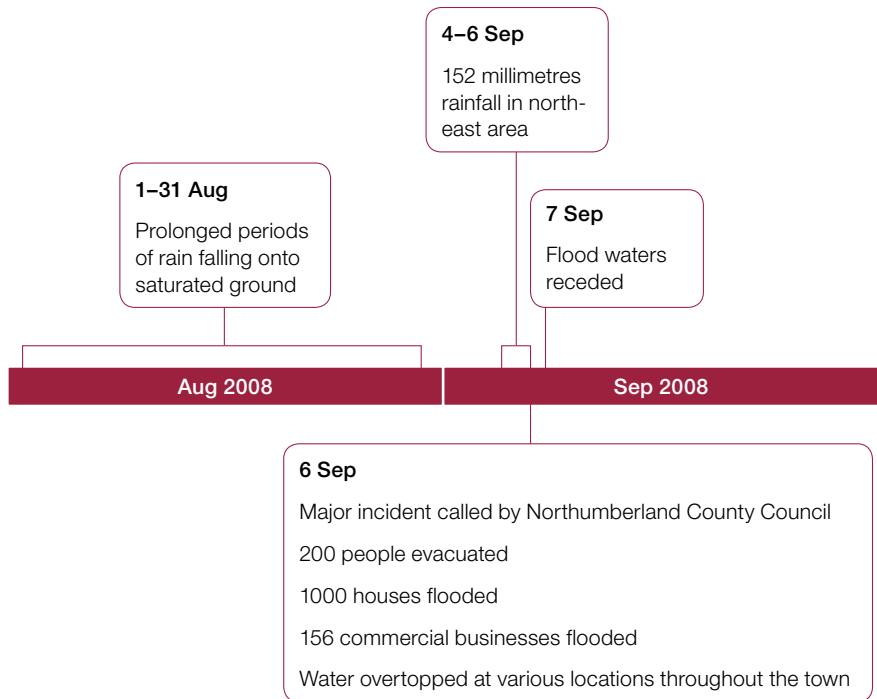 4–6 Sep
152 millimetres
rainfall in north-
east area
1–31 Aug
Prolonged periods
of rain falling onto
saturated ground
7 Sep
Flood waters
receded
Aug 2008
Sep 2008
6 Sep
Major incident called by Northumberland County Council
200 people evacuated
1000 houses flooded
156 commercial businesses flooded
Water overtopped at various locations throughout the town